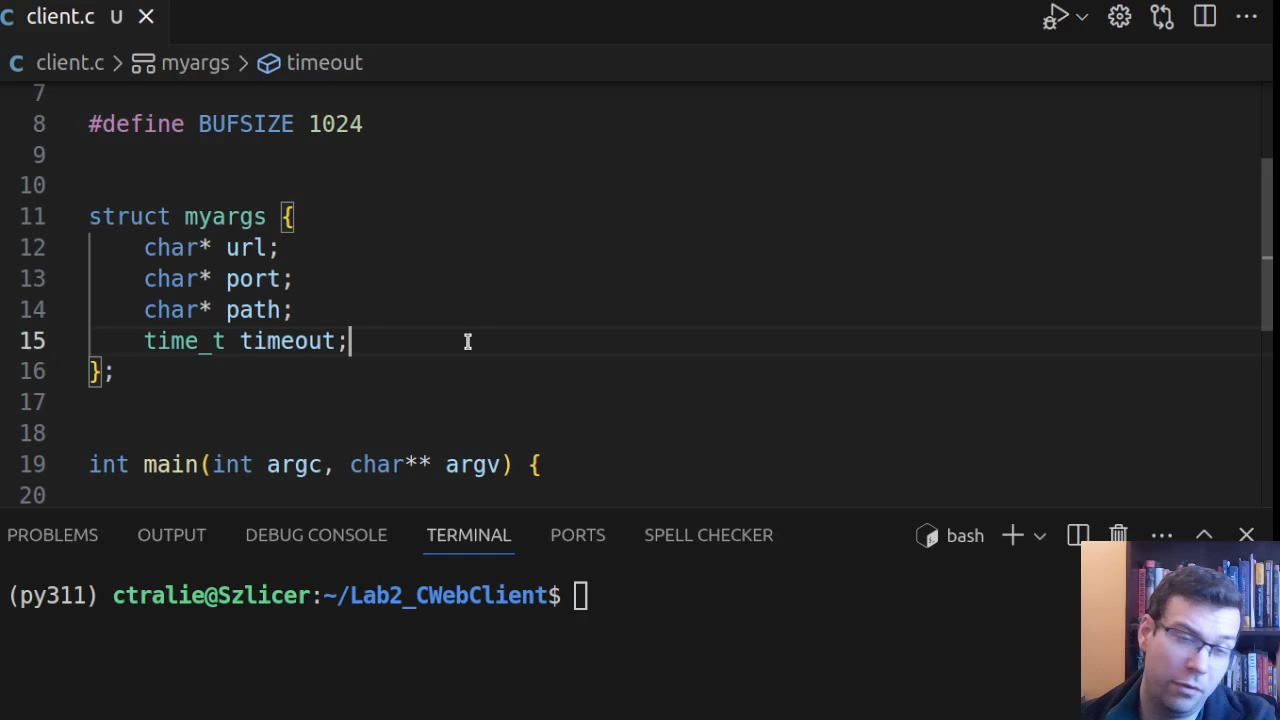 C client.c U
C client.c > myargs > timeout
7
8 #define BUFSIZE 1024
9
10
11 struct myargs {
12 char* url;
13 char* port;
14 char* path;
15 time_t timeout;
16 };
17
18
19 int main(int argc, char** argv) {
20
PROBLEMS OUTPUT DEBUG CONSOLE TERMINAL PORTS SPELL CHECKER bash
(py311) ctralie@Szlicer:~/Lab2_CWebClient$